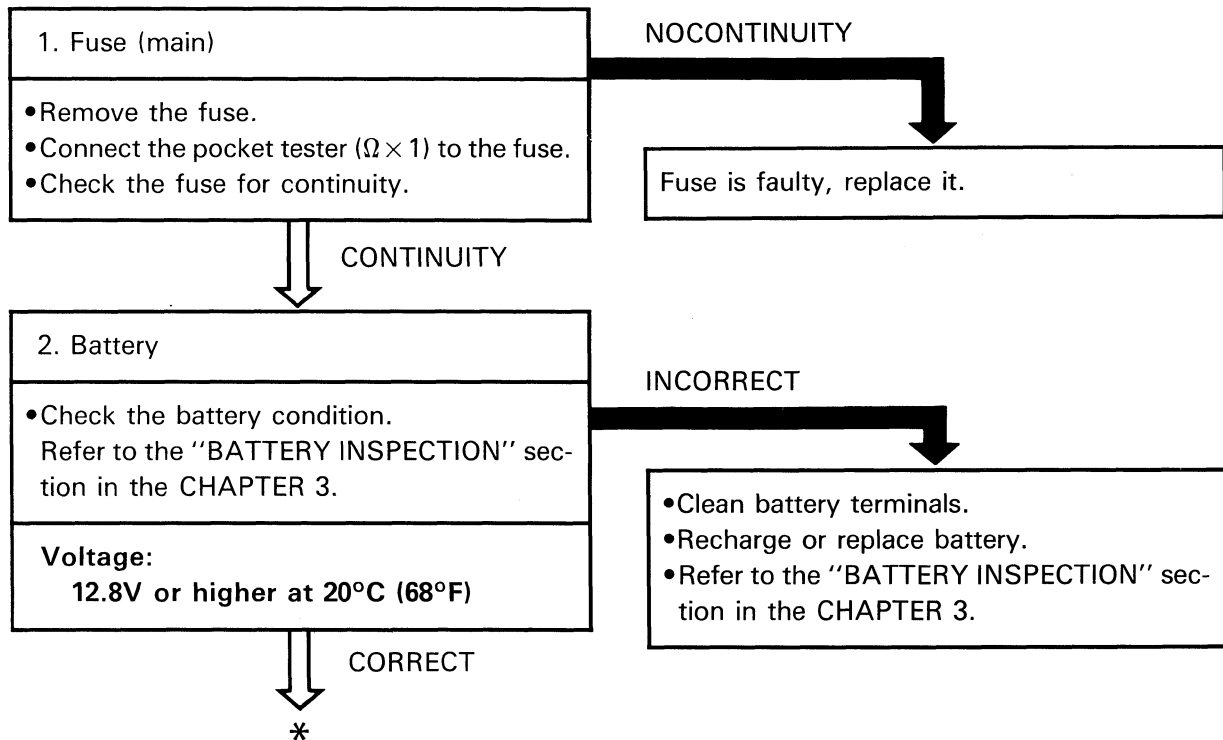 1. Fuse (main)
NOCONTINUITY
•Remove the fuse.
•Connect the pocket tester (Ω × 1) to the fuse.
•Check the fuse for continuity.
Fuse is faulty, replace it.
CONTINUITY
2. Battery
INCORRECT
•Check the battery condition.
Refer to the "BATTERY INSPECTION" sec-
tion in the CHAPTER 3.
Voltage:
12.8V or higher at 20°C (68°F)
•Clean battery terminals.
•Recharge or replace battery.
•Refer to the "BATTERY INSPECTION" sec-
tion in the CHAPTER 3.
CORRECT
*